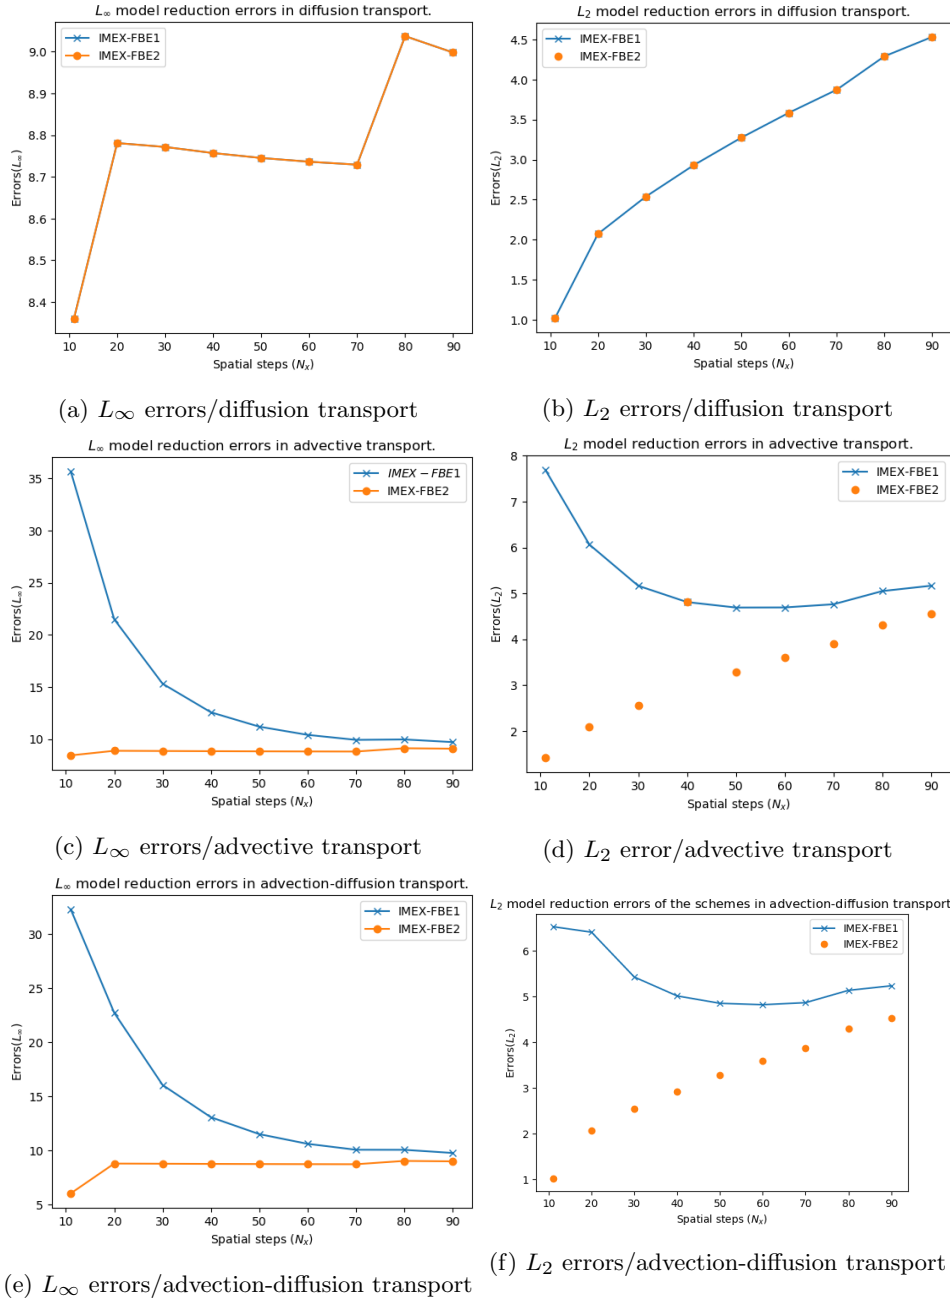 L∞ model reduction errors in diffusion transport.
IMEX-FBE1
IMEX-FBE2
Errors(L∞)
9.0
8.9
8.8
8.7
8.6
8.5
8.4
10 20 30 40 50 60 70 80 90
Spatial steps (Nx)
(a) L∞ errors/diffusion transport
L2 model reduction errors in diffusion transport.
IMEX-FBE1
IMEX-FBE2
Errors(L2)
4.5
4.0
3.5
3.0
2.5
2.0
1.5
1.0
10 20 30 40 50 60 70 80 90
Spatial steps (Nx)
(b) L2 errors/diffusion transport
L∞ model reduction errors in advective transport.
IMEX − FBE1
IMEX-FBE2
Errors(L∞)
35
30
25
20
15
10
10 20 30 40 50 60 70 80 90
Spatial steps (Nx)
(c) L∞ errors/advective transport
L2 model reduction errors in advective transport.
IMEX-FBE1
IMEX-FBE2
Errors(L2)
8
7
6
5
4
3
2
10 20 30 40 50 60 70 80 90
Spatial steps (Nx)
(d) L2 error/advective transport
L∞ model reduction errors in advection-diffusion transport.
IMEX-FBE1
IMEX-FBE2
Errors(L∞)
30
25
20
15
10
5
10 20 30 40 50 60 70 80 90
Spatial steps (Nx)
(e) L∞ errors/advection-diffusion transport
L2 model reduction errors of the schemes in advection-diffusion transport
IMEX-FBE1
IMEX-FBE2
Errors(L2)
6
5
4
3
2
1
10 20 30 40 50 60 70 80 90
Spatial steps (Nx)
(f) L2 errors/advection-diffusion transport